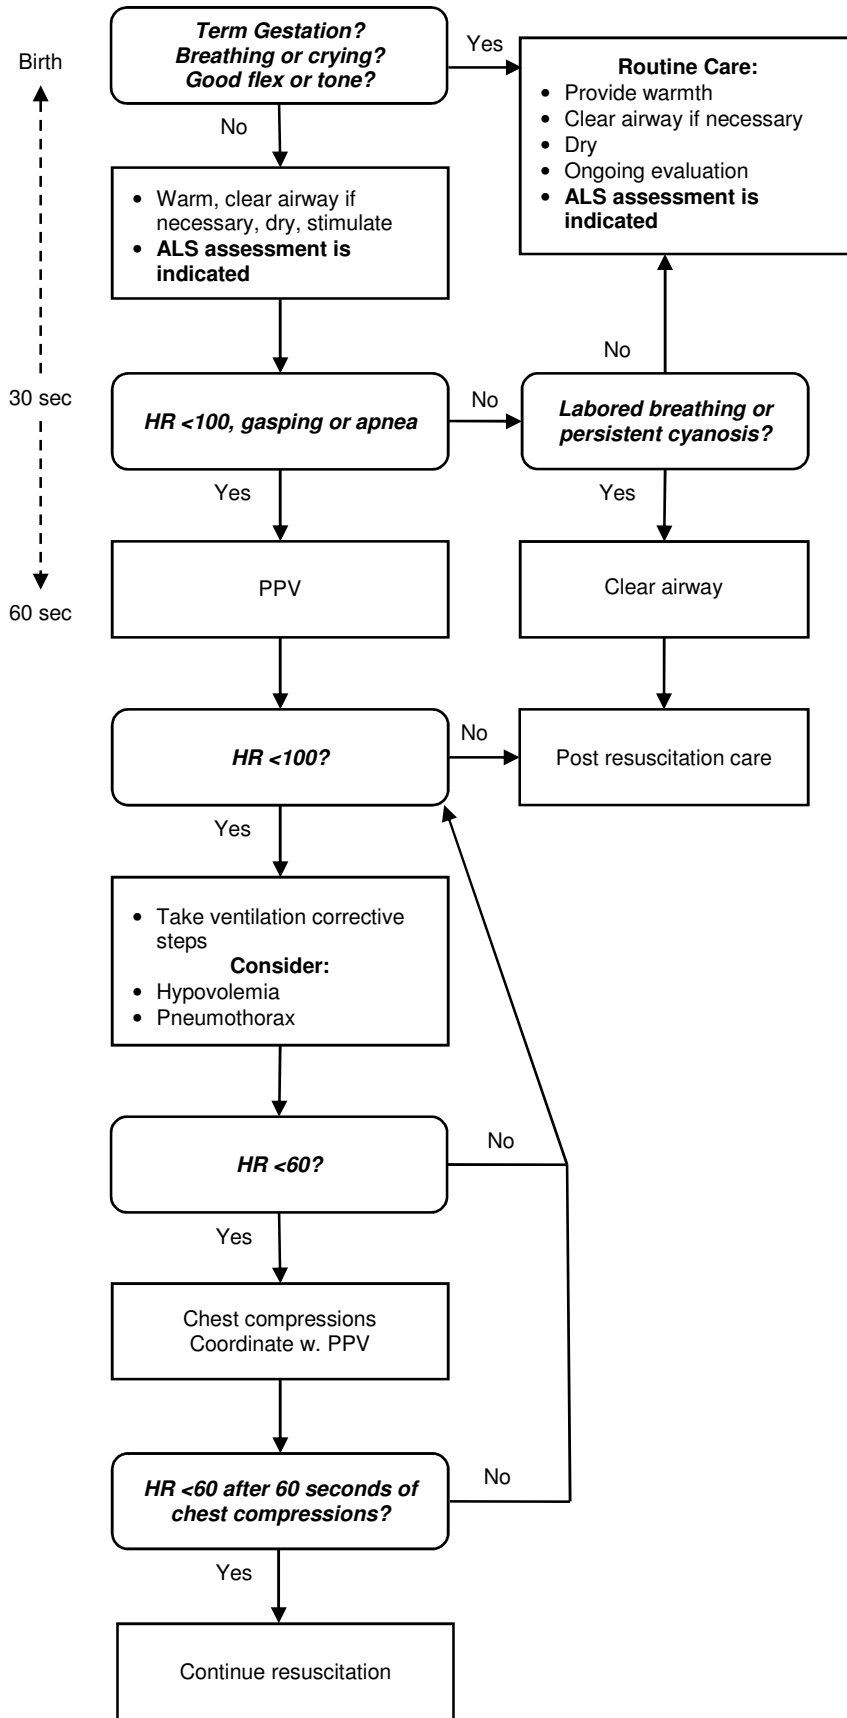 Term Gestation?
Breathing or crying?
Good flex or tone?
Yes
Birth
Routine Care:
• Provide warmth
• Clear airway if necessary
• Dry
• Ongoing evaluation
• ALS assessment is
indicated
No
• Warm, clear airway if
necessary, dry, stimulate
• ALS assessment is
indicated
No
30 sec
HR <100, gasping or apnea
No
Labored breathing or
persistent cyanosis?
Yes
Yes
PPV
Clear airway
60 sec
HR <100?
No
Post resuscitation care
Yes
• Take ventilation corrective
steps
Consider:
• Hypovolemia
• Pneumothorax
HR <60?
No
Yes
Chest compressions
Coordinate w. PPV
HR <60 after 60 seconds of
chest compressions?
No
Yes
Continue resuscitation